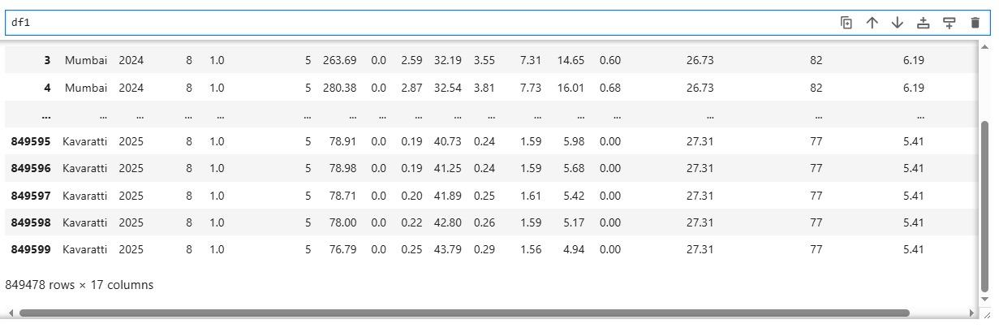 df1
3 Mumbai 2024 8 1.0 5 263.69 0.0 2.59 32.19 3.55 7.31 14.65 0.60 26.73 82 6.19
4 Mumbai 2024 8 1.0 5 280.38 0.0 2.87 32.54 3.81 7.73 16.01 0.68 26.73 82 6.19
... ... ... ... ... ... ... ... ... ... ... ... ... ... ... ... ...
849595 Kavaratti 2025 8 1.0 5 78.91 0.0 0.19 40.73 0.24 1.59 5.98 0.00 27.31 77 5.41
849596 Kavaratti 2025 8 1.0 5 78.98 0.0 0.19 41.25 0.24 1.59 5.68 0.00 27.31 77 5.41
849597 Kavaratti 2025 8 1.0 5 78.71 0.0 0.20 41.89 0.25 1.61 5.42 0.00 27.31 77 5.41
849598 Kavaratti 2025 8 1.0 5 78.00 0.0 0.22 42.80 0.26 1.59 5.17 0.00 27.31 77 5.41
849599 Kavaratti 2025 8 1.0 5 76.79 0.0 0.25 43.79 0.29 1.56 4.94 0.00 27.31 77 5.41
849478 rows × 17 columns